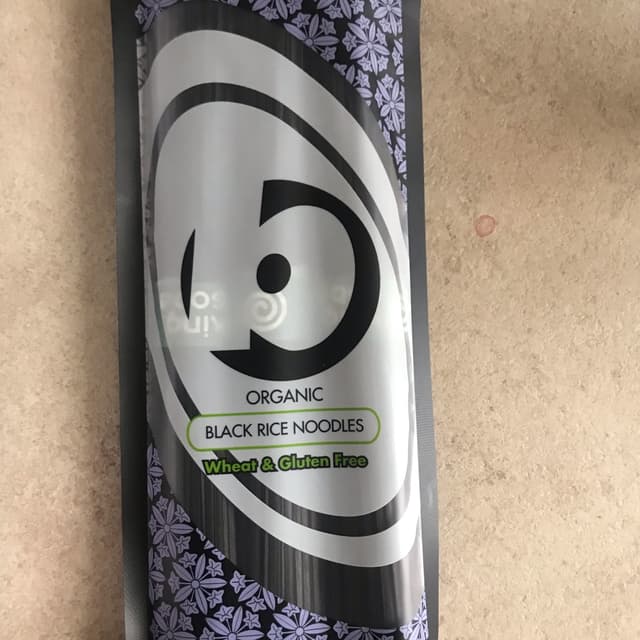 b
ORGANIC
BLACK RICE NOODLES
Wheat & Gluten Free